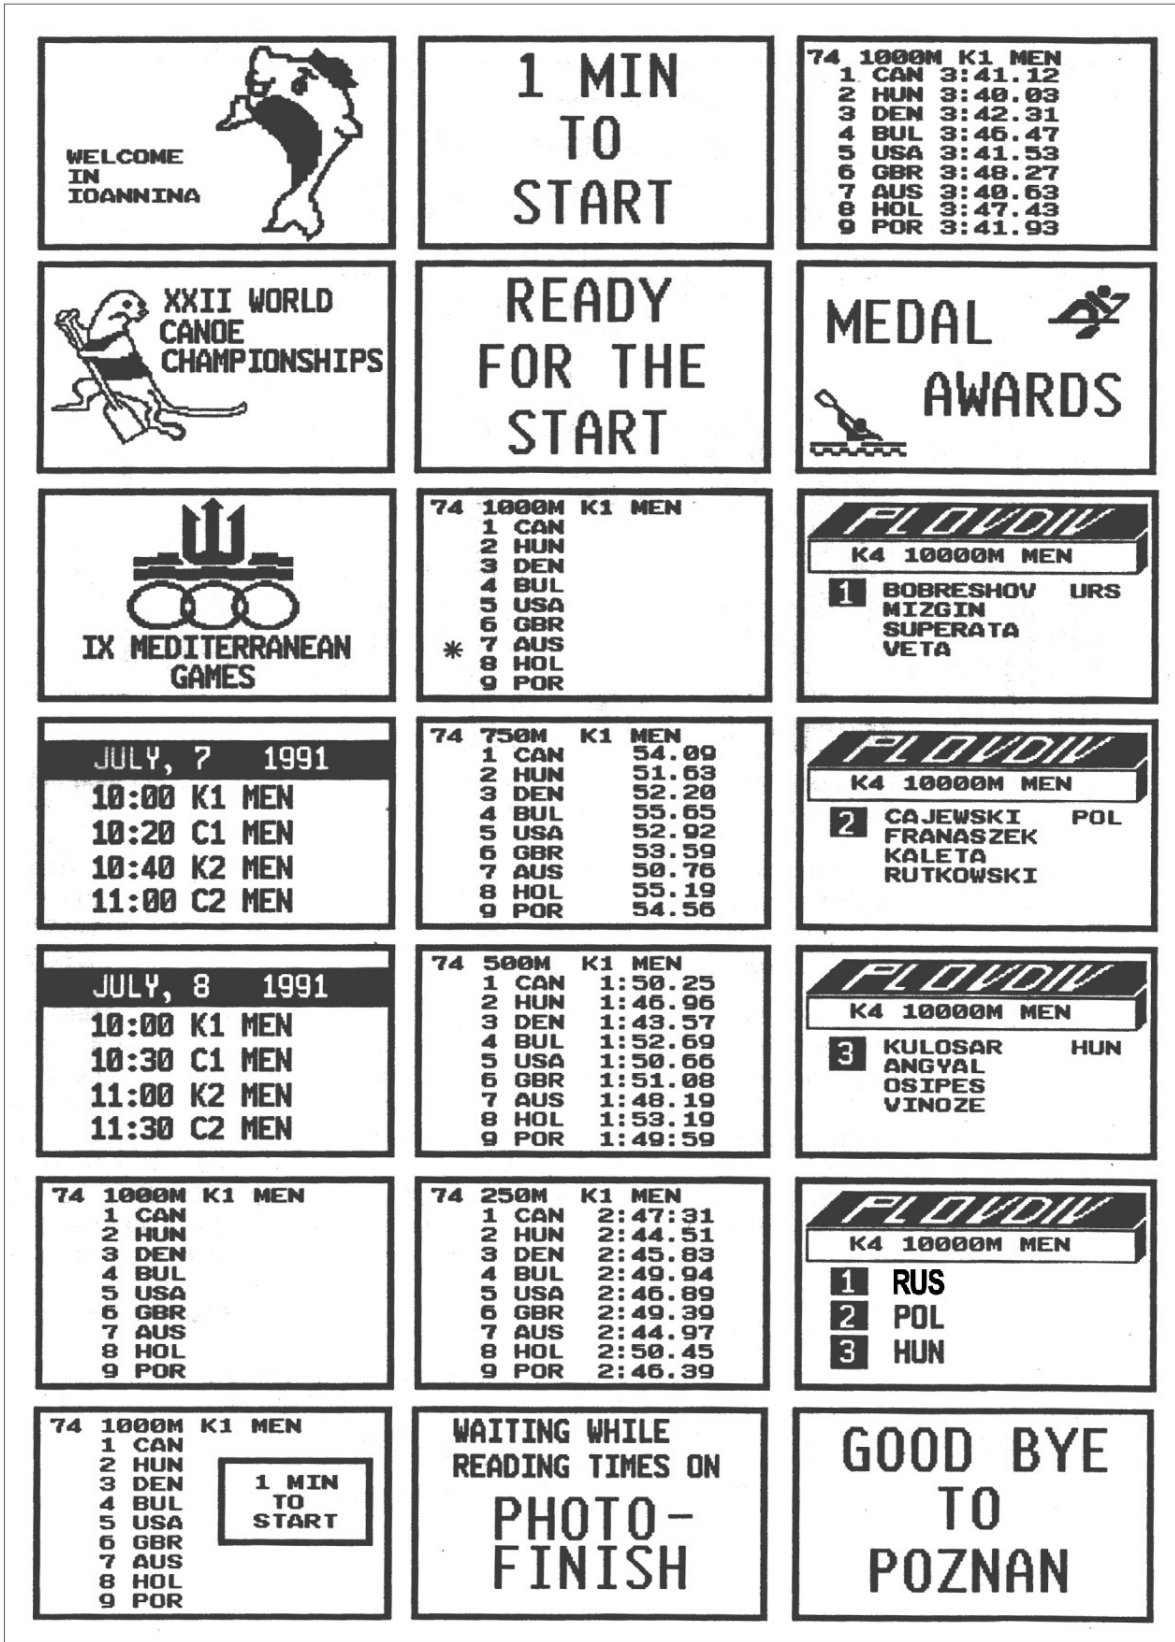 WELCOME
IN
IOANNINA
XXII WORLD
CANOE
CHAMPIONSHIPS
IX MEDITERRANEAN
GAMES
JULY, 7 1991
10:00 K1 MEN
10:20 C1 MEN
10:40 K2 MEN
11:00 C2 MEN
JULY, 8 1991
10:00 K1 MEN
10:30 C1 MEN
11:00 K2 MEN
11:30 C2 MEN
74 1000M K1 MEN
1 CAN
2 HUN
3 DEN
4 BUL
5 USA
6 GBR
7 AUS
8 HOL
9 POR
74 1000M K1 MEN
1 CAN
2 HUN
3 DEN
4 BUL
5 USA
6 GBR
7 AUS
8 HOL
9 POR
1 MIN
TO
START
1 MIN
TO
START
READY
FOR THE
START
74 1000M K1 MEN
1 CAN
2 HUN
3 DEN
4 BUL
5 USA
6 GBR
* 7 AUS
8 HOL
9 POR
74 750M K1 MEN
1 CAN 54.09
2 HUN 51.63
3 DEN 52.20
4 BUL 55.65
5 USA 52.92
6 GBR 53.59
7 AUS 50.76
8 HOL 55.19
9 POR 54.56
74 500M K1 MEN
1 CAN 1:50.25
2 HUN 1:46.96
3 DEN 1:43.57
4 BUL 1:52.69
5 USA 1:50.66
6 GBR 1:51.08
7 AUS 1:48.19
8 HOL 1:53.19
9 POR 1:49:59
74 250M K1 MEN
1 CAN 2:47:31
2 HUN 2:44.51
3 DEN 2:45.83
4 BUL 2:49.94
5 USA 2:46.89
6 GBR 2:49.39
7 AUS 2:44.97
8 HOL 2:50.45
9 POR 2:46.39
WAITING WHILE
READING TIMES ON
PHOTO-
FINISH
74 1000M K1 MEN
1 CAN 3:41.12
2 HUN 3:40.03
3 DEN 3:42.31
4 BUL 3:46.47
5 USA 3:41.53
6 GBR 3:48.27
7 AUS 3:40.63
8 HOL 3:47.43
9 POR 3:41.93
MEDAL
AWARDS
PLOVDIV
K4 10000M MEN
1 BOBRESHOV URS
MIZGIN
SUPERATA
VETA
PLOVDIV
K4 10000M MEN
2 CAJEWSKI POL
FRANASZEK
KALETA
RUTKOWSKI
PLOVDIV
K4 10000M MEN
3 KULOSAR HUN
ANGYAL
OSIPES
VINOZE
PLOVDIV
K4 10000M MEN
1 RUS
2 POL
3 HUN
GOOD BYE
TO
POZNAN